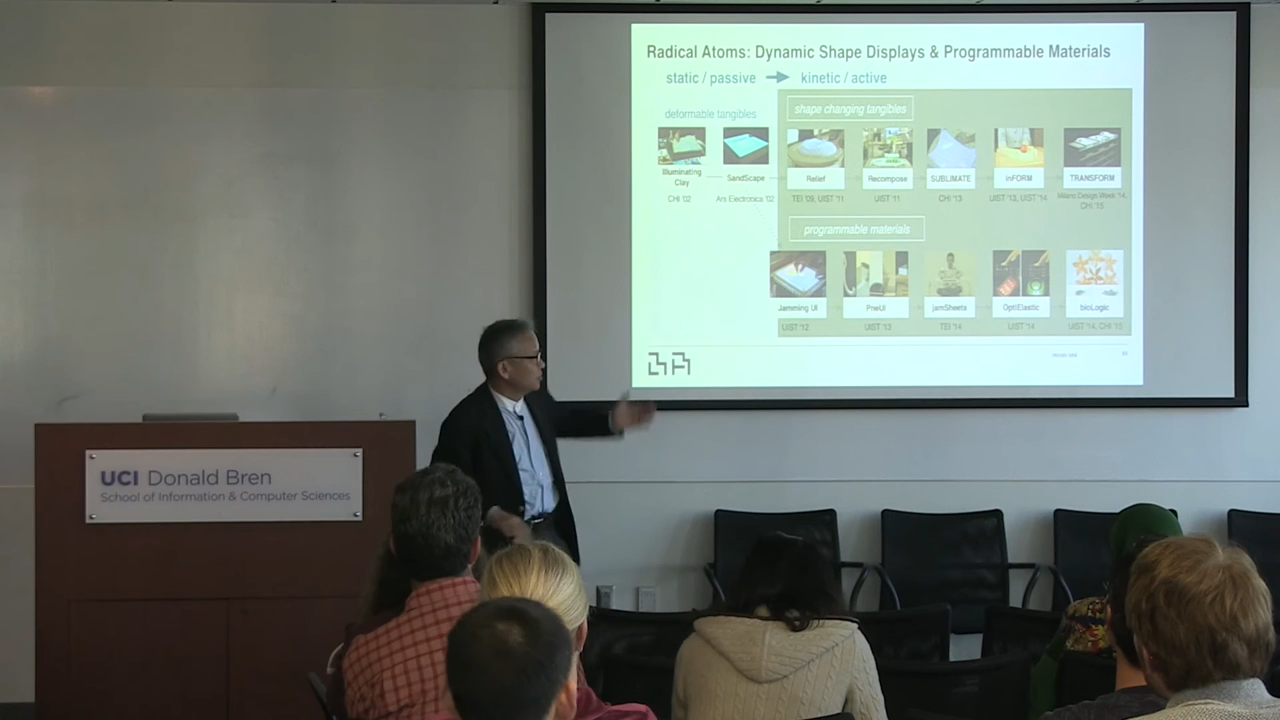 Radical Atoms: Dynamic Shape Displays & Programmable Materials
static / passive → kinetic / active
shape changing tangibles
deformable tangibles
Illuminating Clay
SandScape
Relief
Recompose
SUBLIMATE
inFORM
TRANSFORM
CHI '02
Ars Electronica '02
TEI '09, UIST '11
UIST '11
CHI '13
UIST '13, UIST '14
Milano Design Week '14, CHI '15
programmable materials
Jamming UI
PneUI
jamSheets
OptiElastic
bioLogic
UIST '12
UIST '13
TEI '14
UIST '14
UIST '14, CHI '15
UCI Donald Bren
School of Information & Computer Sciences